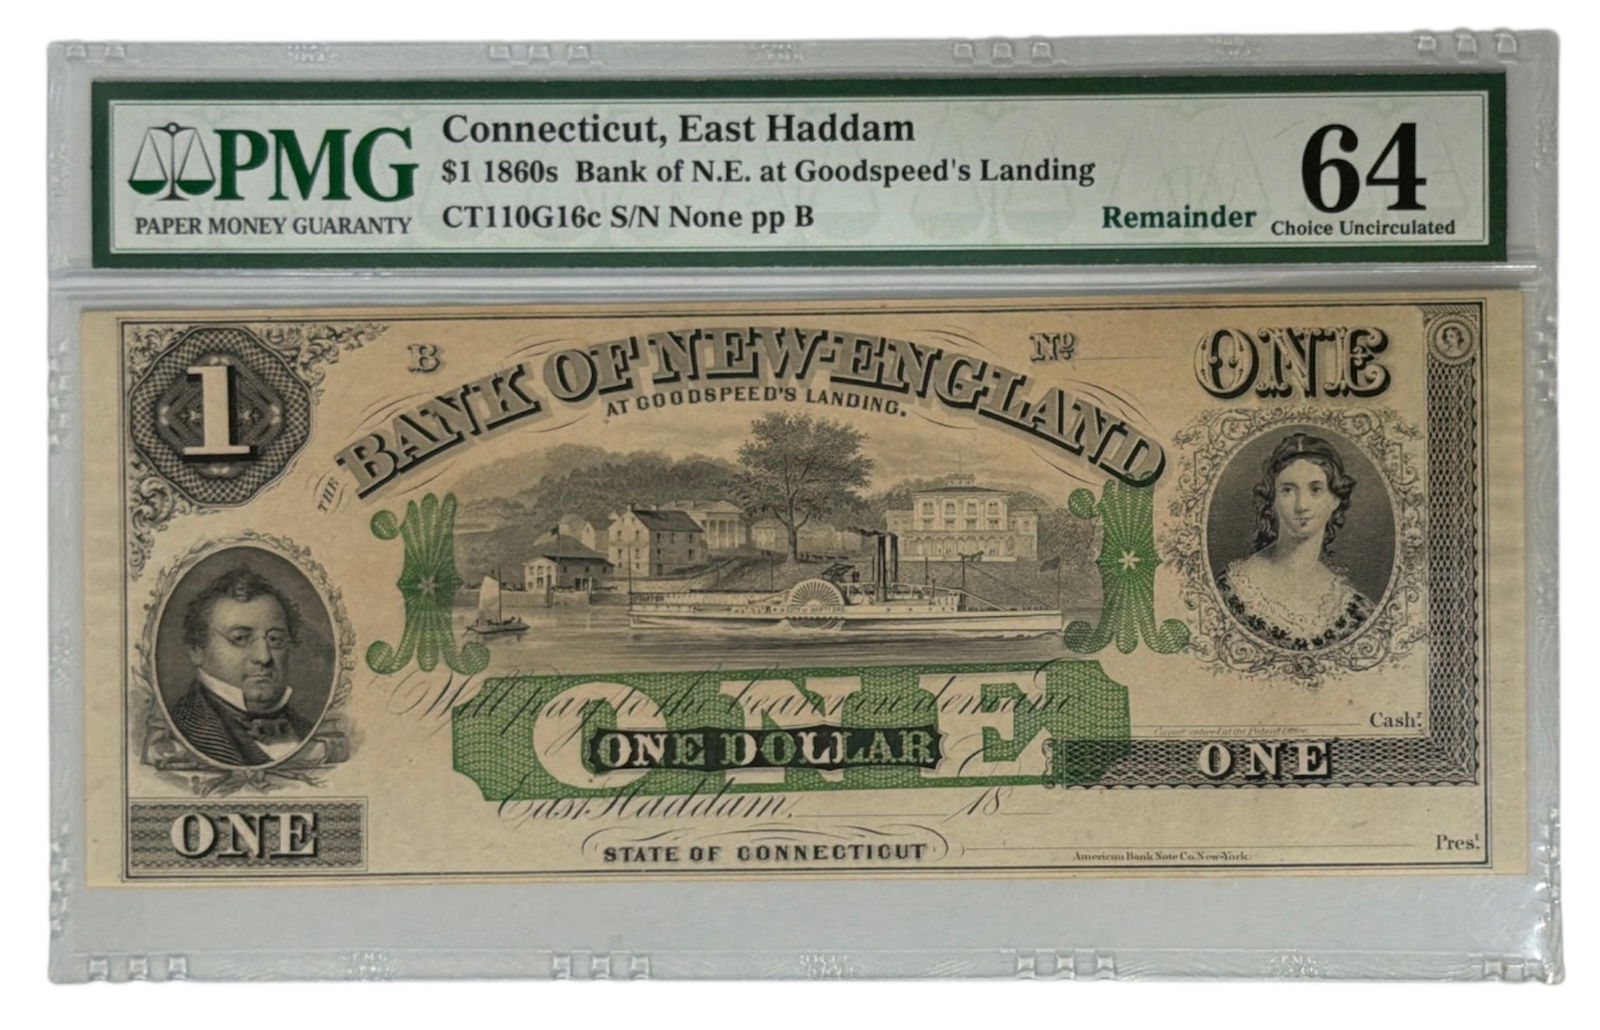 PMG
PAPER MONEY GUARANTY
Connecticut, East Haddam
$1 1860s Bank of N.E. at Goodspeed's Landing
CT110G16c S/N None pp B
Remainder
64
Choice Uncirculated
1
B
Nº
ONE
THE BANK OF NEW-ENGLAND
AT GOODSPEED'S LANDING.
1
1
Will pay to the bearer on demand
ONE
ONE DOLLAR
Cash.r
ONE
East Haddam, 18
ONE
STATE OF CONNECTICUT
American Bank Note Co. New-York.
Pres.t